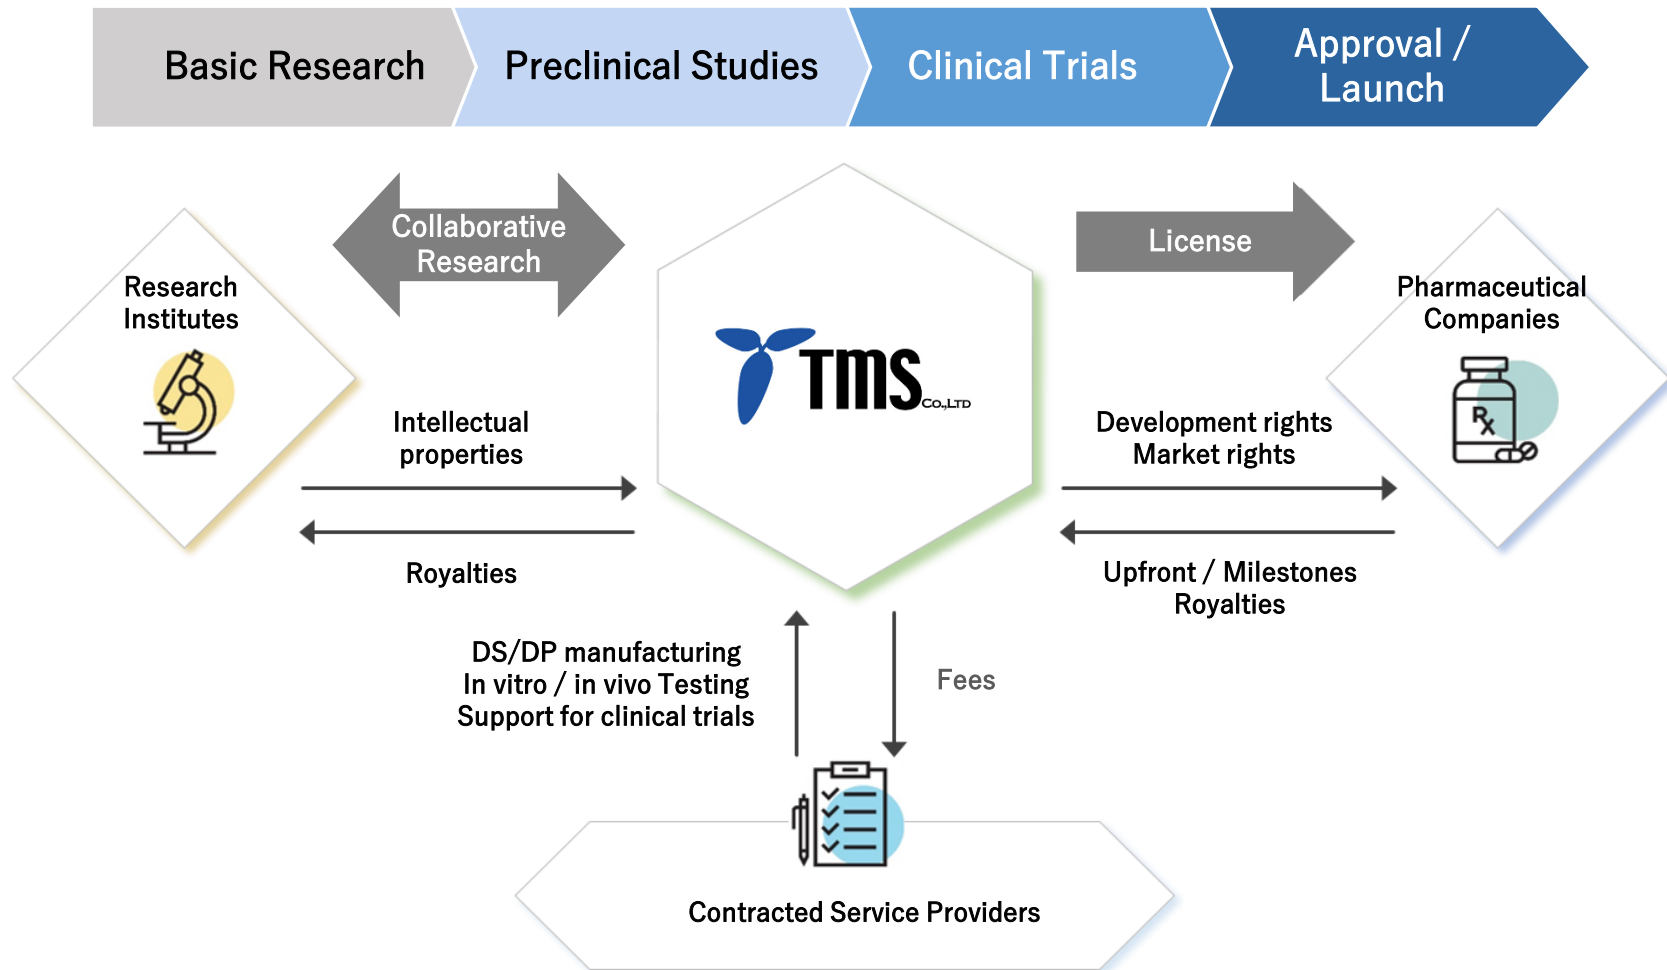 Basic Research
Preclinical Studies
Clinical Trials
Approval /
Launch
Collaborative
Research
License
Research
Institutes
Pharmaceutical
Companies
TMS Co.,LTD
Rx
Intellectual
properties
Development rights
Market rights
Royalties
Upfront / Milestones
Royalties
DS/DP manufacturing
In vitro / in vivo Testing
Support for clinical trials
Fees
Contracted Service Providers